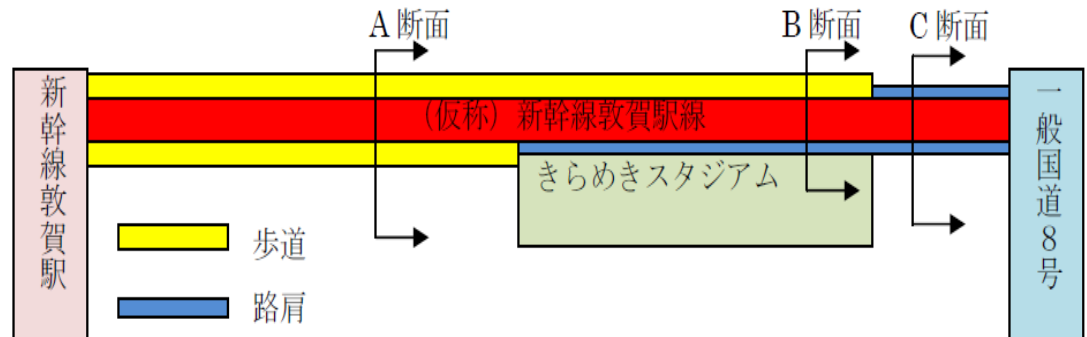 A断面
B断面
C断面
新幹線敦賀駅
(仮称)新幹線敦賀駅線
一般国道8号
きらめきスタジアム
歩道
路肩